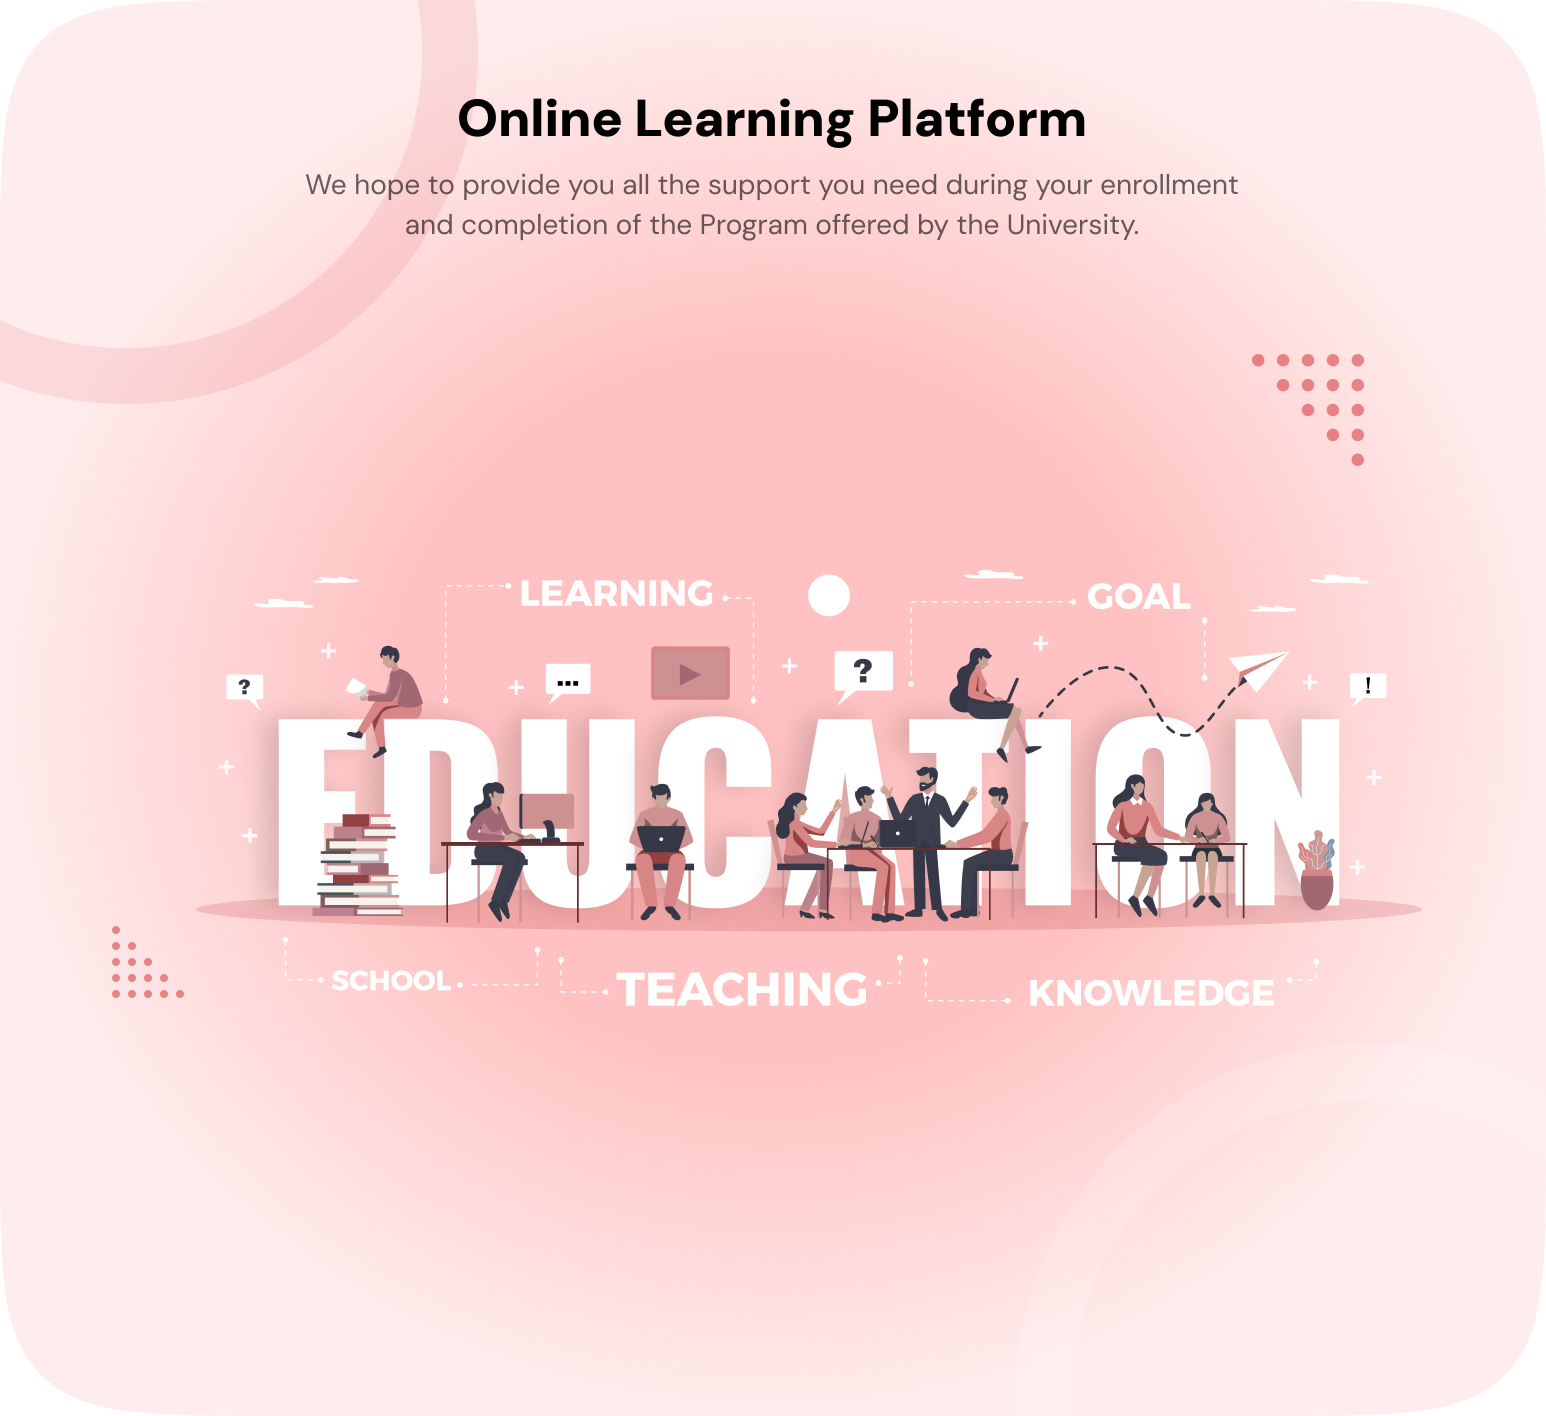 Online Learning Platform
We hope to provide you all the support you need during your enrollment
and completion of the Program offered by the University.
LEARNING
GOAL
?
...
?
!
EDUCATION
SCHOOL
TEACHING
KNOWLEDGE